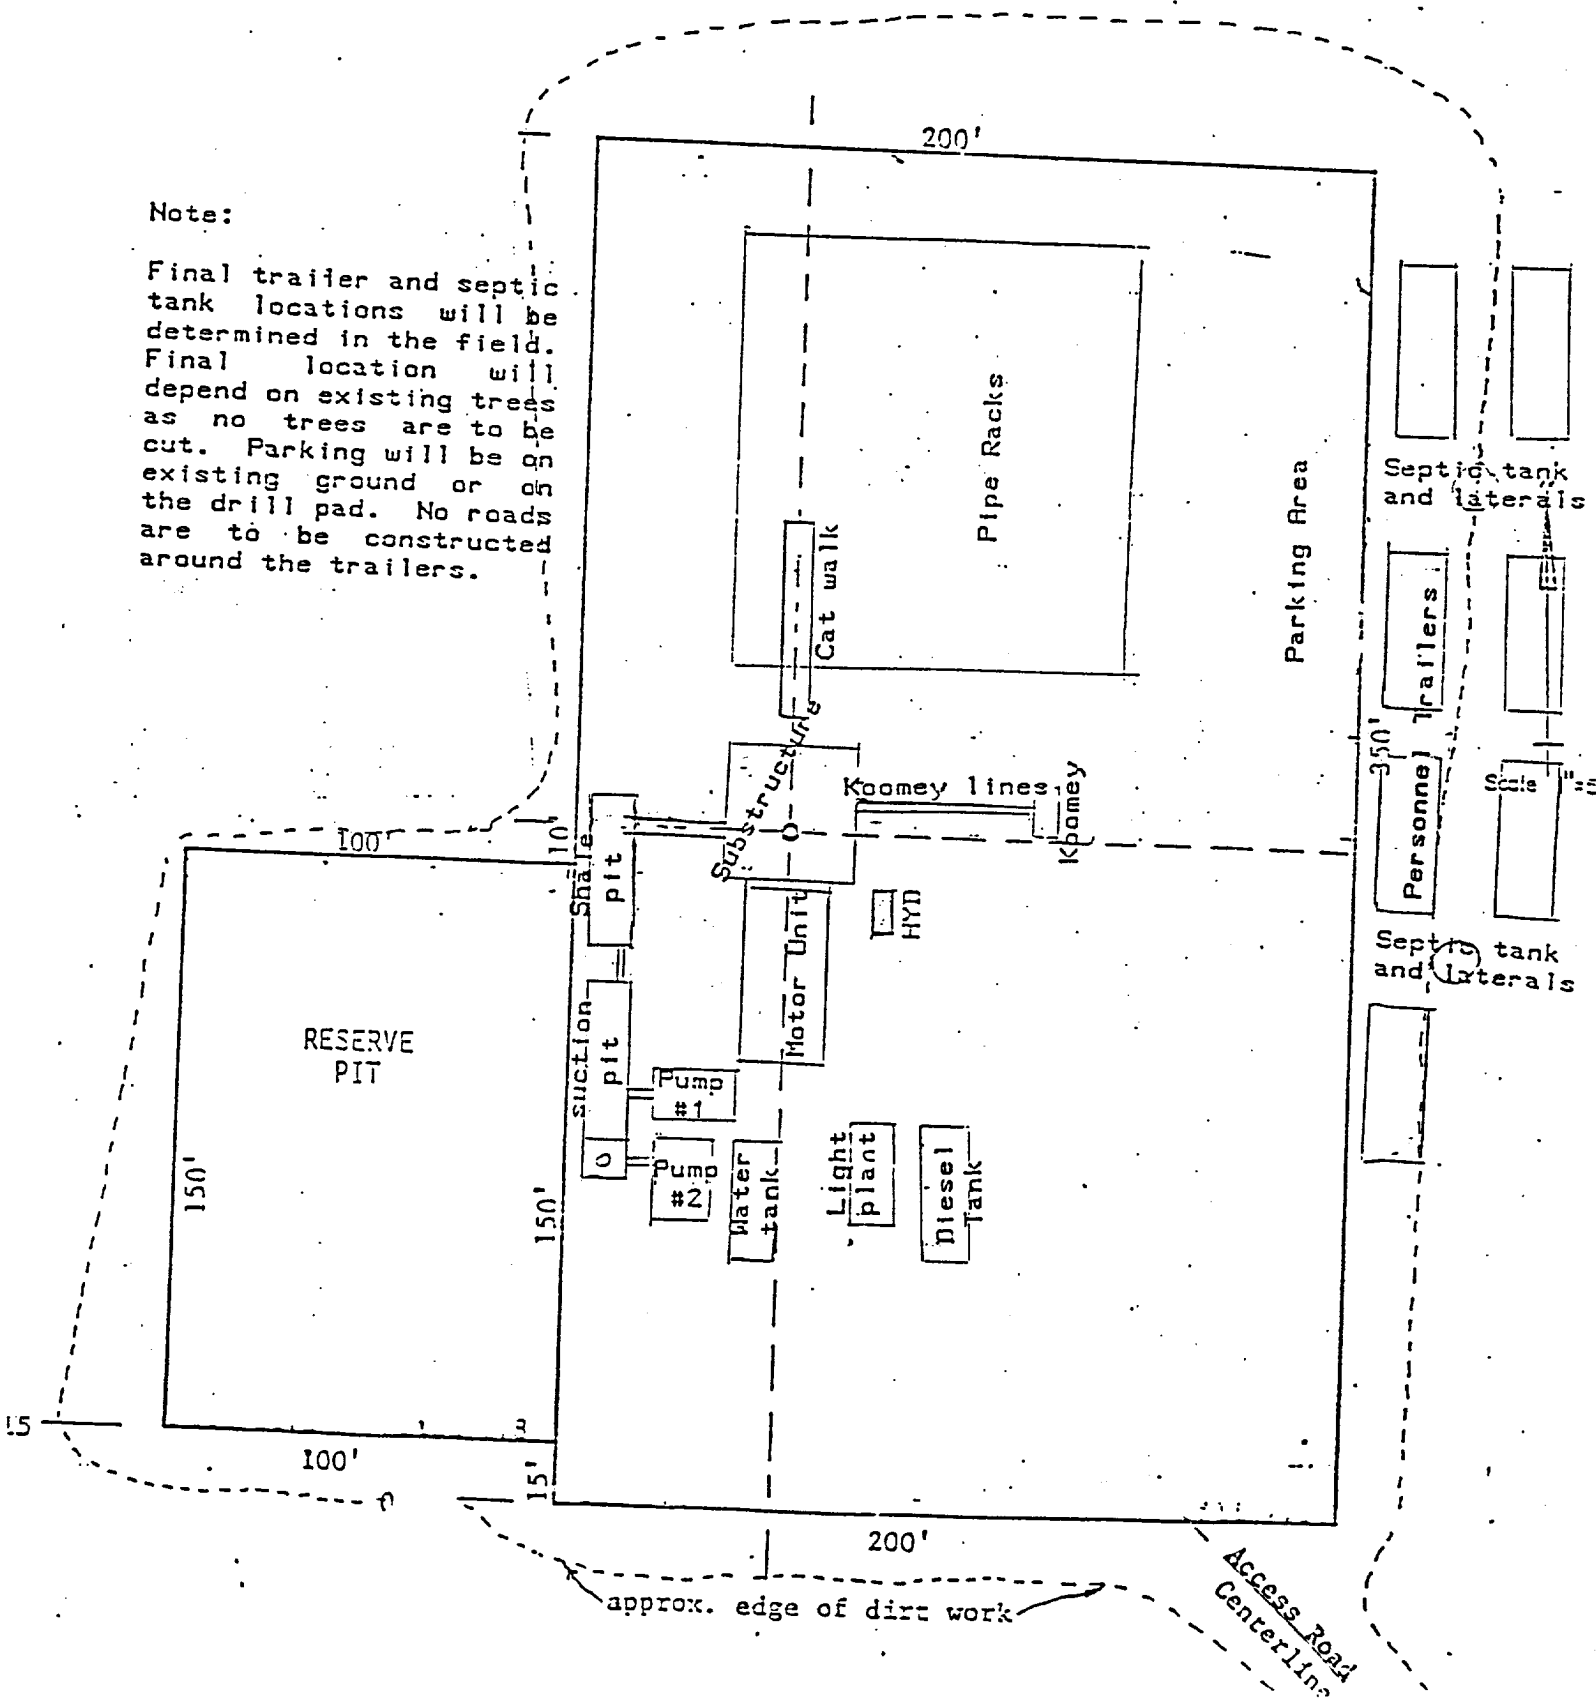 200'
Note:
Final trailer and septic
tank locations will be
determined in the field.
Final location will
depend on existing trees
as no trees are to be
cut. Parking will be on
existing ground or on
the drill pad. No roads
are to be constructed
around the trailers.
Pipe Racks
Parking Area
Cat walk
Septic tank
and laterals
Personnel Trailers
350'
Scale
Substructure
Koomey lines
Koomey
100'
10'
Shale
pit
HYD
Motor Unit
Septic tank
and laterals
RESERVE
PIT
suction
pit
Pump
#1
Pump
#2
Water
tank
Light
plant
Diesel
Tank
150'
150'
15
100'
15'
200'
approx. edge of dirt work
Access Road
Centerline